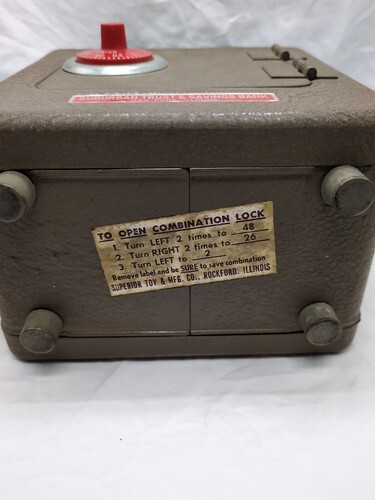 SUBURBAN TRUST & SAVINGS BANK
TO OPEN COMBINATION LOCK
1. Turn LEFT 2 times to 48
2. Turn RIGHT 2 times to 26
3. Turn LEFT to 2
Remove label and be SURE to save combination
SUPERIOR TOY & MFG. CO., ROCKFORD, ILLINOIS